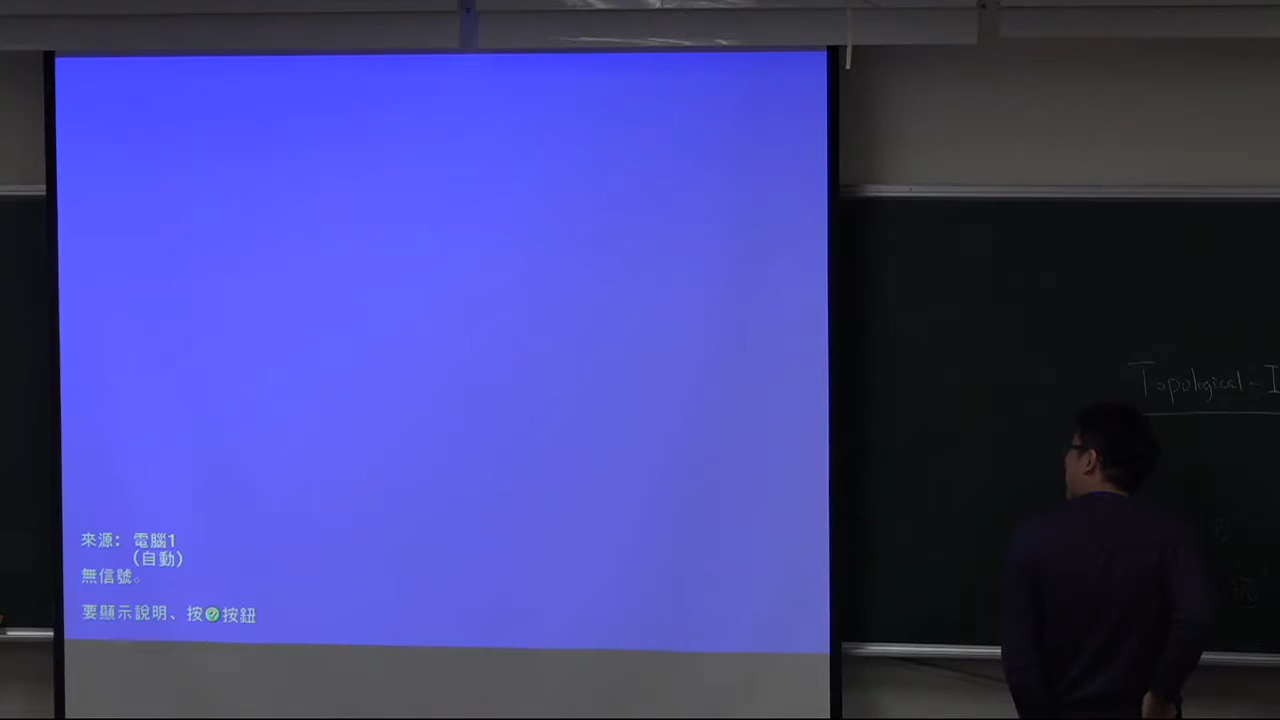 來源: 電腦1
(自動)
無信號。
要顯示說明、按?按鈕
Topological - I